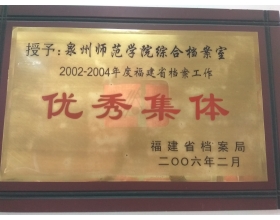 授予：泉州师范学院综合档案室
2002-2004年度福建省档案工作
优秀集体
福建省档案局
二〇〇六年二月